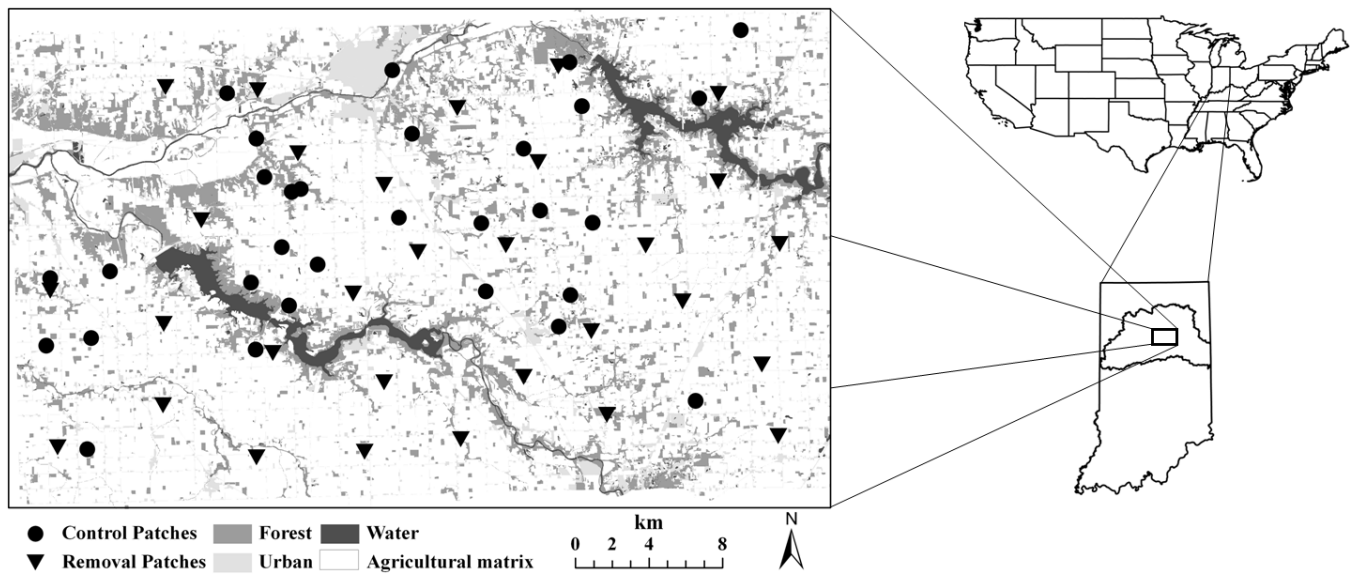 Control Patches Forest Water
Removal Patches Urban Agricultural matrix
km
0 2 4 8
N